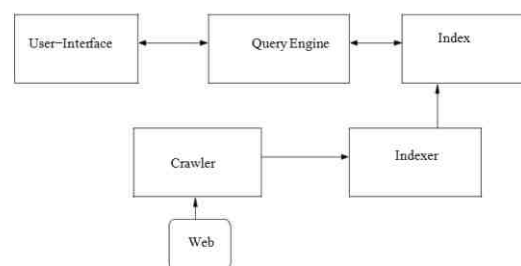 User-Interface
Query Engine
Index
Crawler
Indexer
Web